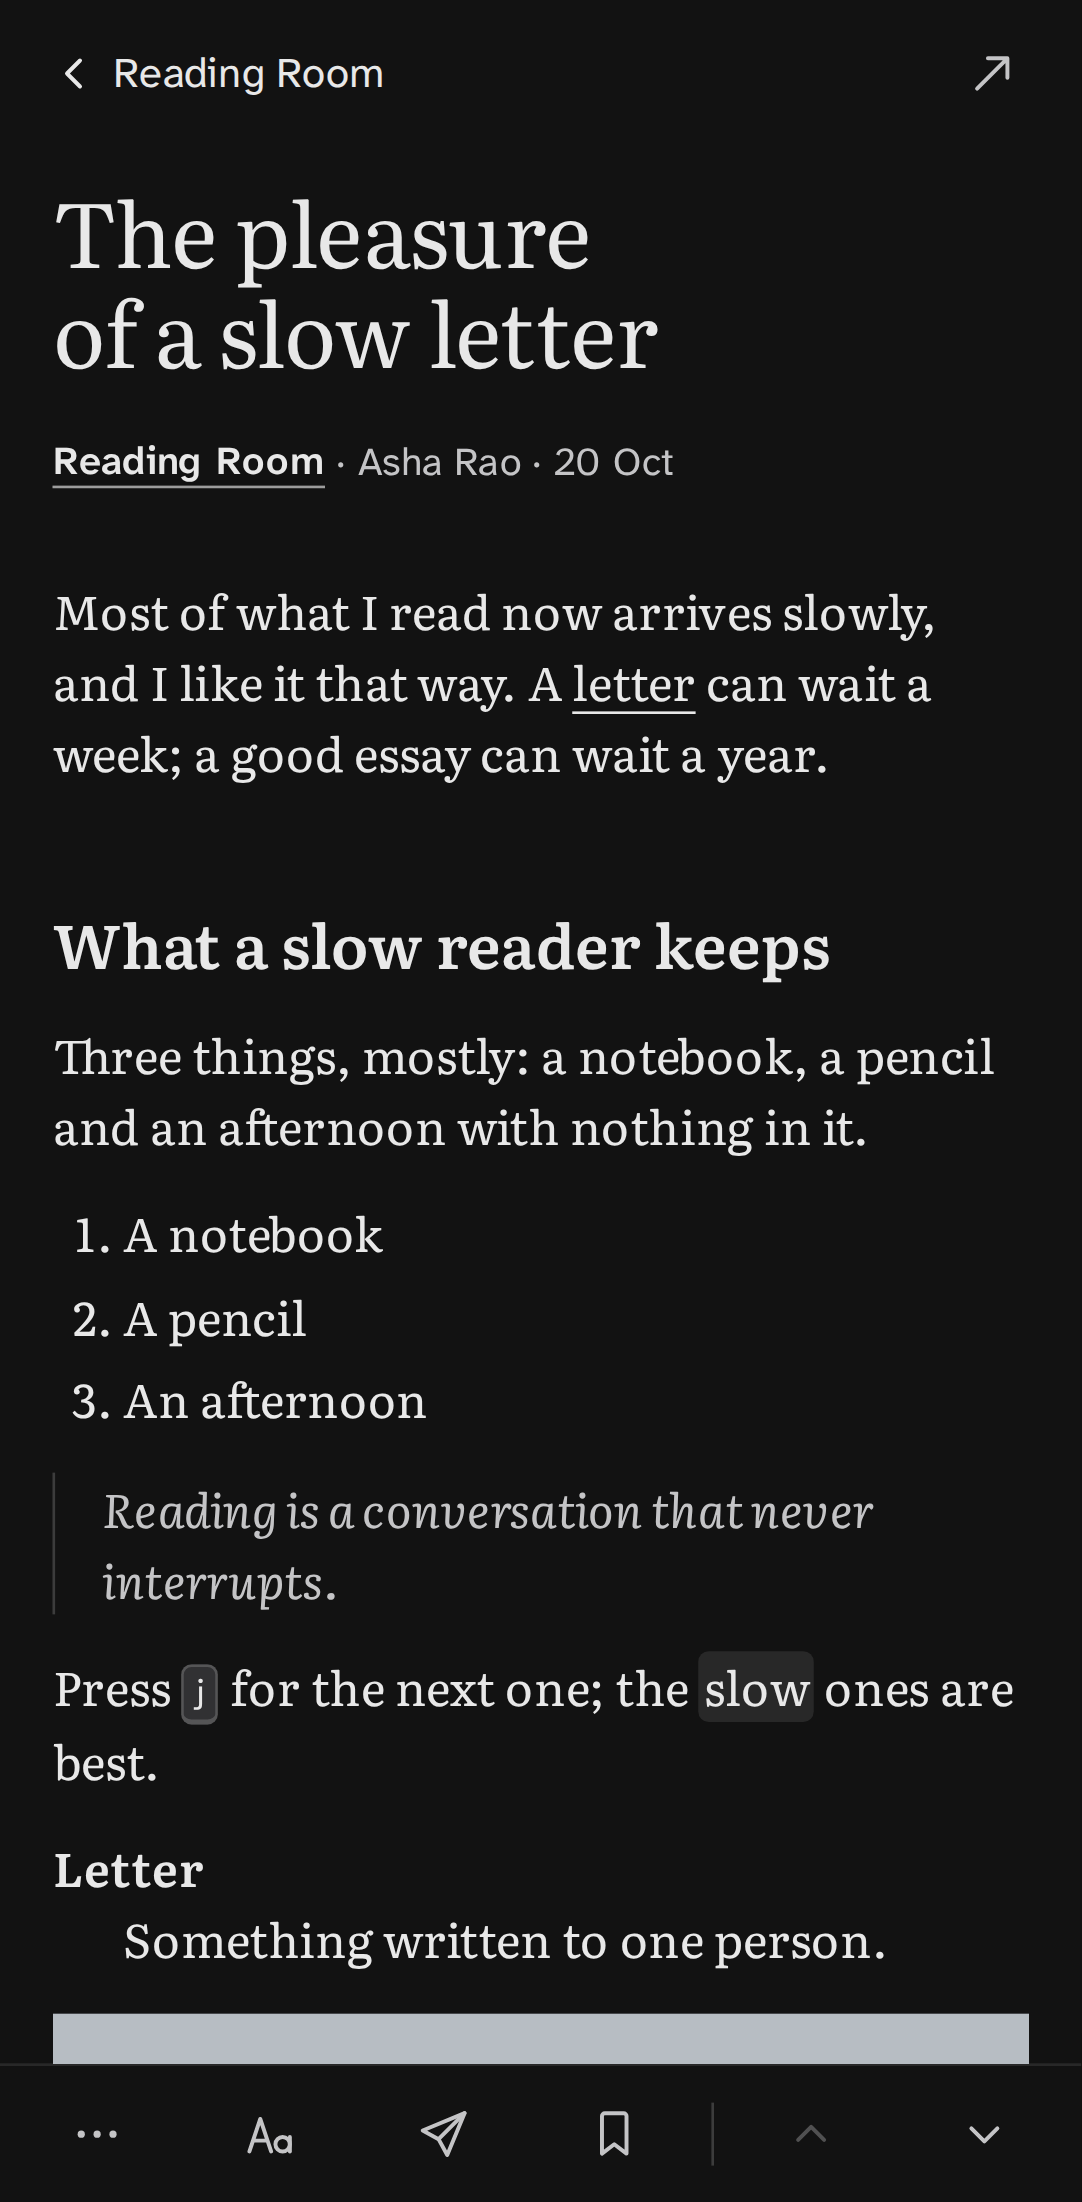 Reading Room
The pleasure
of a slow letter
Reading Room · Asha Rao · 20 Oct
Most of what I read now arrives slowly,
and I like it that way. A letter can wait a
week; a good essay can wait a year.
What a slow reader keeps
Three things, mostly: a notebook, a pencil
and an afternoon with nothing in it.
1. A notebook
2. A pencil
3. An afternoon
Reading is a conversation that never
interrupts.
Press j for the next one; the slow ones are
best.
Letter
Something written to one person.
Aa